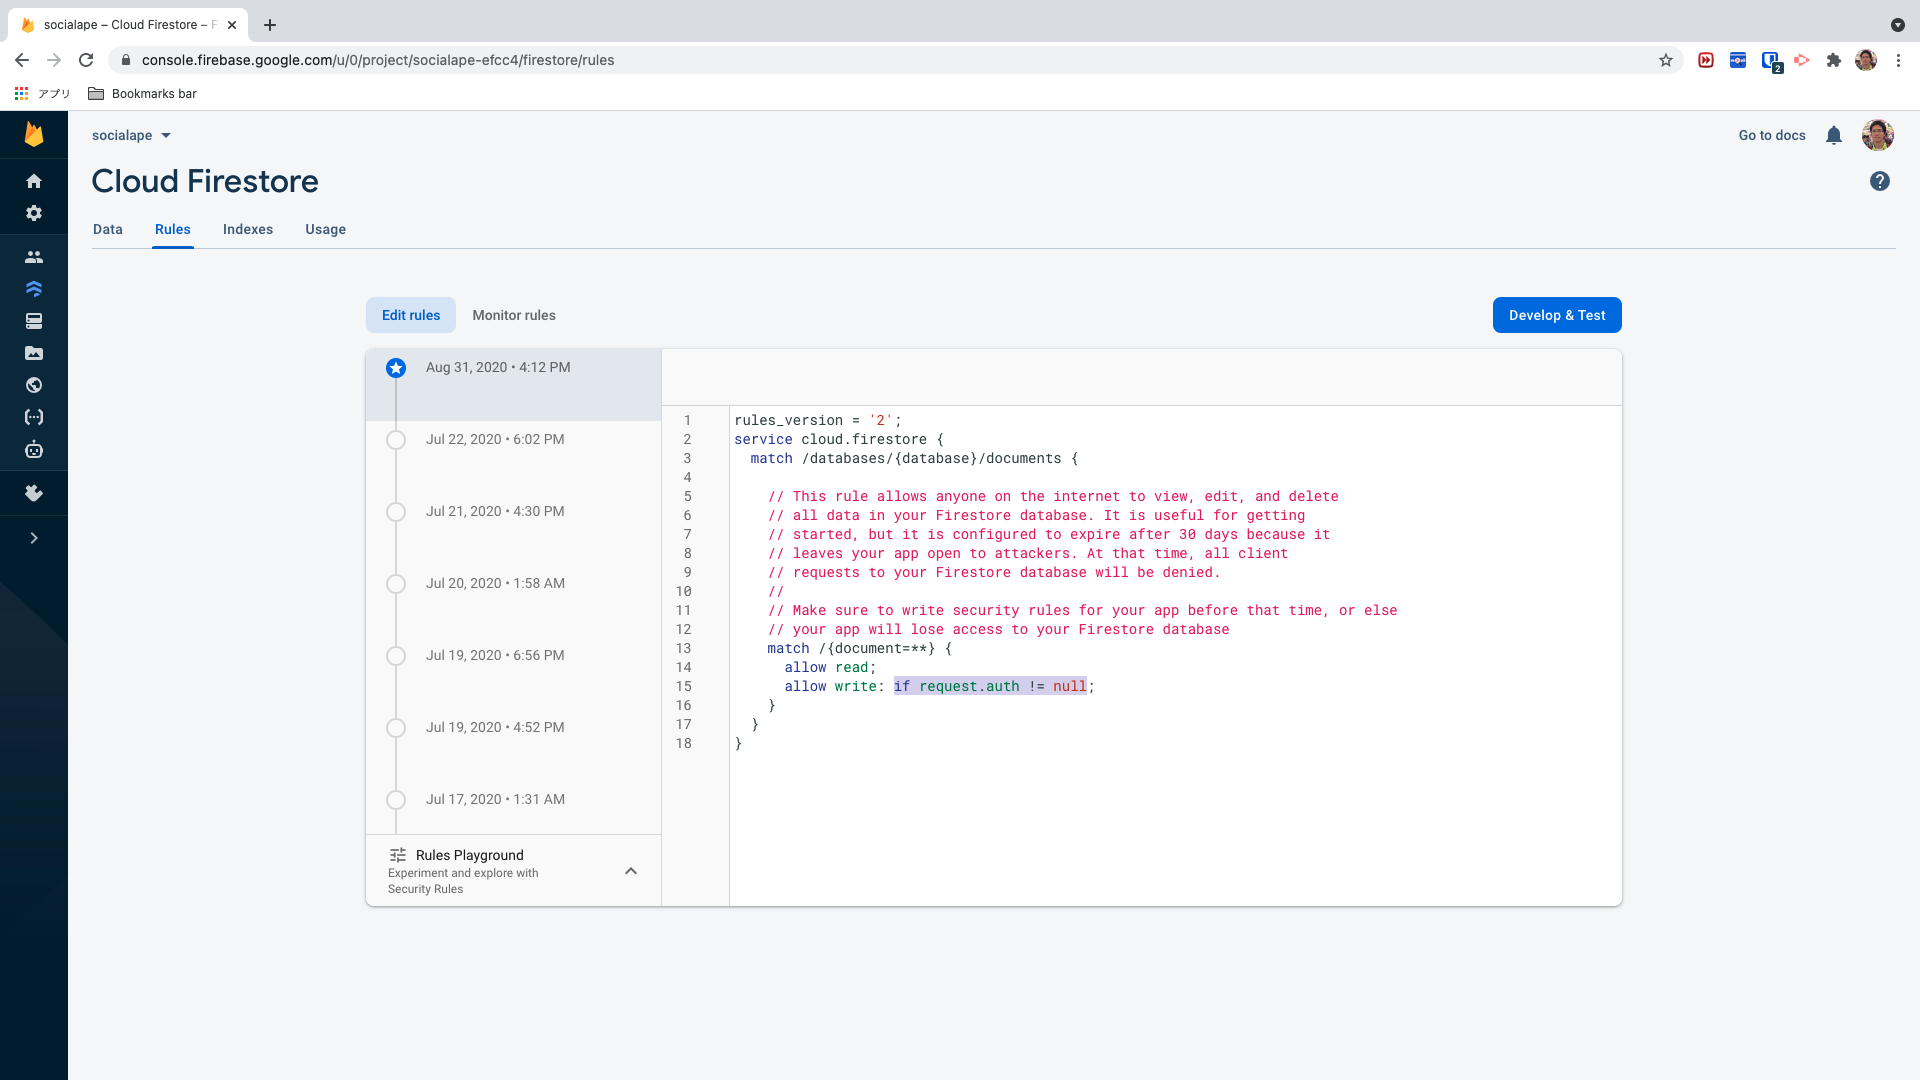 socialape – Cloud Firestore – F
console.firebase.google.com/u/0/project/socialape-efcc4/firestore/rules
2
アプリ
Bookmarks bar
socialape
Go to docs
Cloud Firestore
Data
Rules
Indexes
Usage
Edit rules
Monitor rules
Develop & Test
Aug 31, 2020 • 4:12 PM
Jul 22, 2020 • 6:02 PM
Jul 21, 2020 • 4:30 PM
Jul 20, 2020 • 1:58 AM
Jul 19, 2020 • 6:56 PM
Jul 19, 2020 • 4:52 PM
Jul 17, 2020 • 1:31 AM
Rules Playground
Experiment and explore with
Security Rules
1 rules_version = '2';
2 service cloud.firestore {
3   match /databases/{database}/documents {
4
5     // This rule allows anyone on the internet to view, edit, and delete
6     // all data in your Firestore database. It is useful for getting
7     // started, but it is configured to expire after 30 days because it
8     // leaves your app open to attackers. At that time, all client
9     // requests to your Firestore database will be denied.
10     //
11     // Make sure to write security rules for your app before that time, or else
12     // your app will lose access to your Firestore database
13     match /{document=**} {
14       allow read;
15       allow write: if request.auth != null;
16     }
17   }
18 }